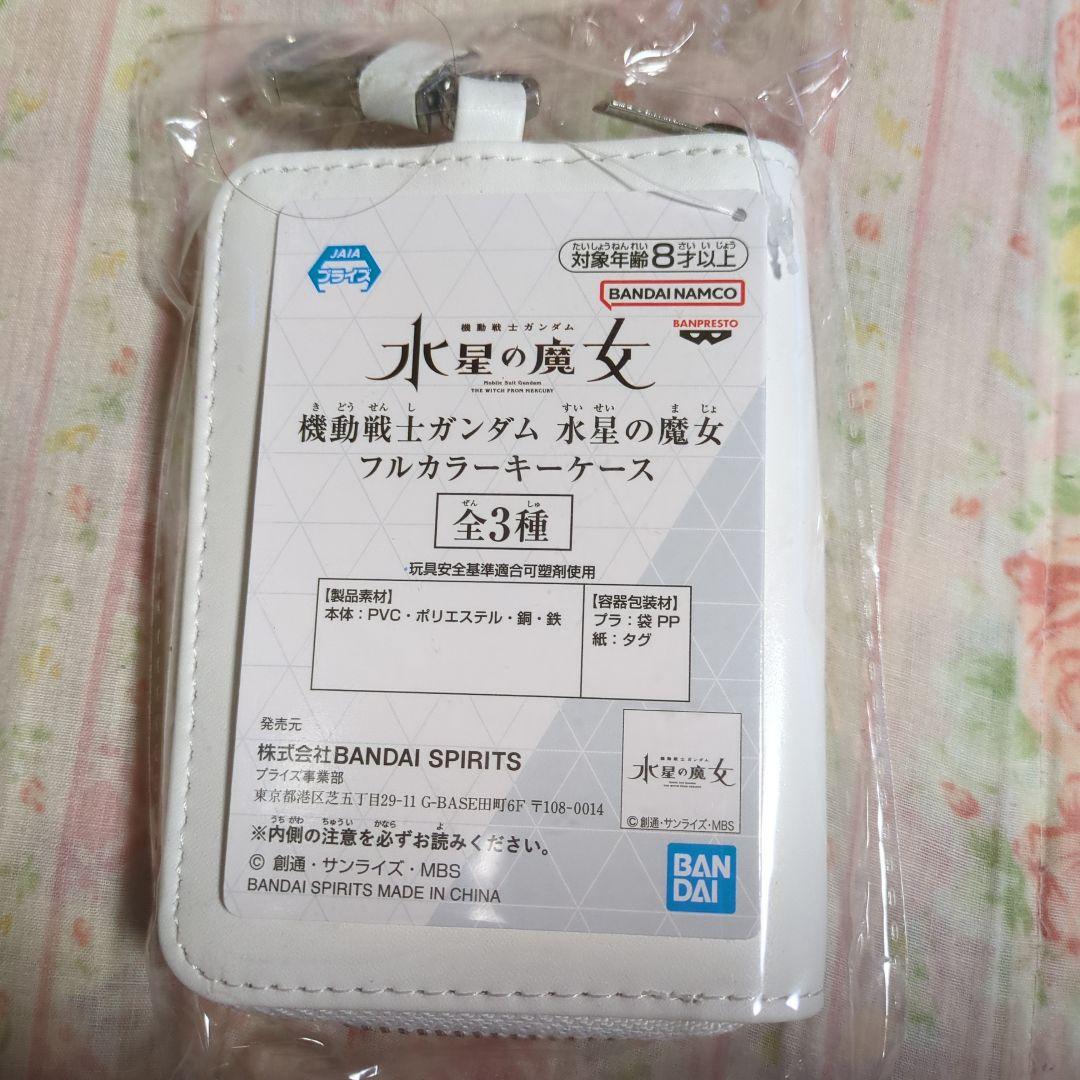 JAIA
プライズ
たいしょうねんれい さい い じょう
対象年齢8才以上
BANDAI NAMCO
BANPRESTO
機動戦士ガンダム
水星の魔女
Mobile Suit Gundam
THE WITCH FROM MERCURY
き どう せん し すい せい ま じょ
機動戦士ガンダム 水星の魔女
フルカラーキーケース
ぜん しゅ
全3種
玩具安全基準適合可塑剤使用
【製品素材】
本体：PVC・ポリエステル・銅・鉄
【容器包装材】
プラ：袋 PP
紙：タグ
発売元
株式会社BANDAI SPIRITS
プライズ事業部
東京都港区芝五丁目29-11 G-BASE田町6F 〒108-0014
うち がわ ちゅうい かなら よ
※内側の注意を必ずお読みください。
© 創通・サンライズ・MBS
BANDAI SPIRITS MADE IN CHINA
機動戦士ガンダム
水星の魔女
© 創通・サンライズ・MBS
BAN
DAI